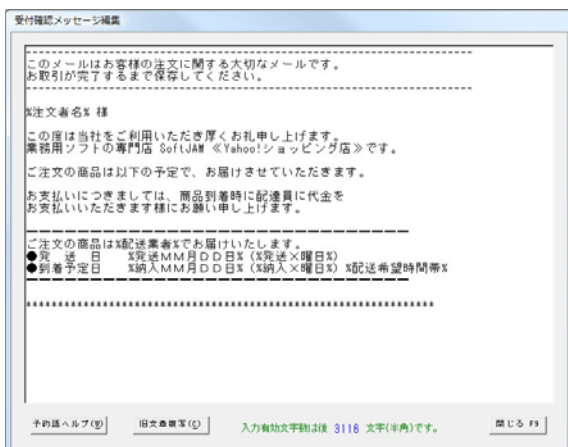 受付確認メッセージ編集
--------------------------------------------------------------------------
このメールはお客様の注文に関する大切なメールです。
お取引が完了するまで保存してください。
--------------------------------------------------------------------------
%注文者名% 様
この度は当社をご利用いただき厚くお礼申し上げます。
業務用ソフトの専門店 SoftJAM ≪Yahoo!ショッピング店≫です。
ご注文の商品は以下の予定で、お届けさせていただきます。
お支払いにつきましては、商品到着時に配達員に代金を
お支払いいただきます様にお願い申し上げます。
━━━━━━━━━━━━━━━━━━━━━━━━━━━━━━━━
ご注文の商品は%配送業者%でお届けいたします。
●発　送　日　　%発送MM月DD日%(%発送X曜日%)
●到着予定日　　%納入MM月DD日%(%納入X曜日%) %配送希望時間帯%
━━━━━━━━━━━━━━━━━━━━━━━━━━━━━━━━
********************************************************************
予約語ヘルプ(W)
旧文章複写(C)
入力有効文字数は後 3116 文字(半角)です。
閉じる F9